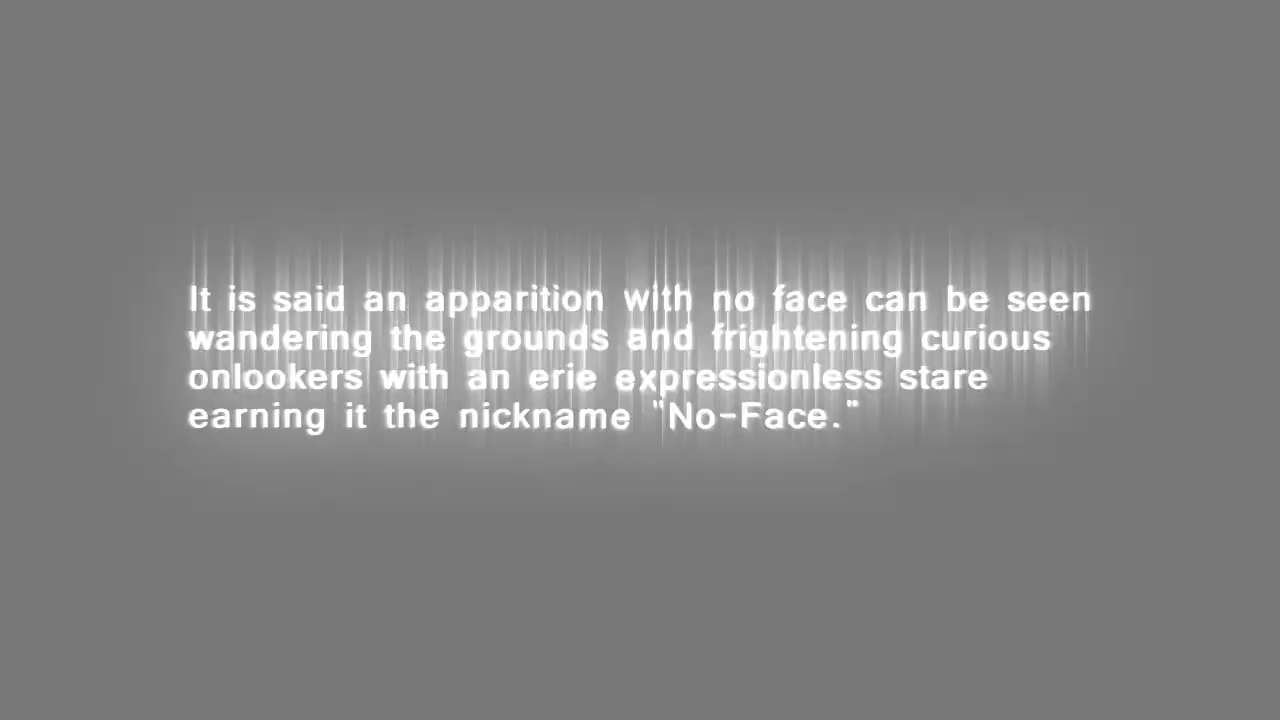 It is said an apparition with no face can be seen
wandering the grounds and frightening curious
onlookers with an erie expressionless stare
earning it the nickname "No-Face."